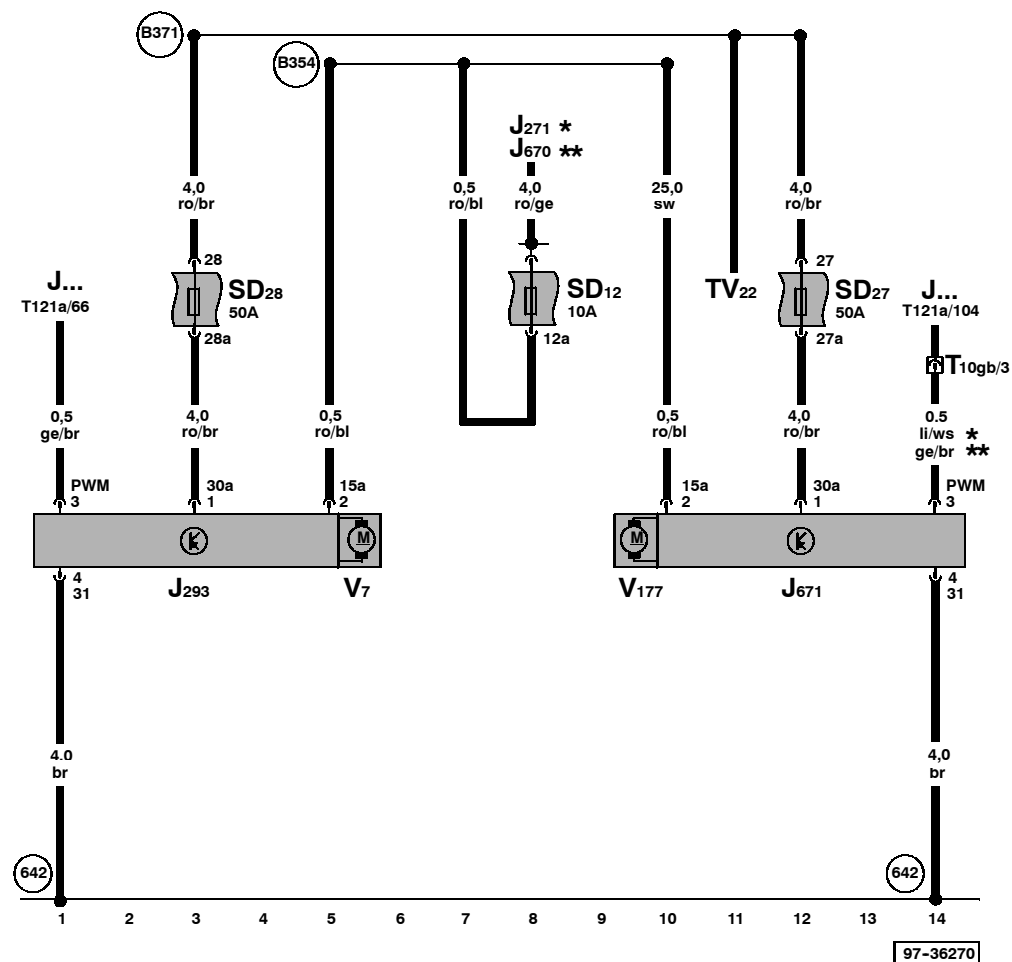 B371
B354
J271 *
J670 **
4,0
ro/br
0,5
ro/bl
4,0
ro/ge
25,0
sw
4,0
ro/br
28
27
J...
T121a/66
SD28
50A
SD12
10A
TV22
SD27
50A
J...
T121a/104
28a
12a
27a
T10gb/3
0,5
ge/br
4,0
ro/br
0,5
ro/bl
0,5
ro/bl
4,0
ro/br
0.5
li/ws *
ge/br **
PWM
3
30a
1
15a
2
15a
2
30a
1
PWM
3
M
M
4
31
J293
V7
V177
J671
4
31
4,0
br
4,0
br
642
642
1 2 3 4 5 6 7 8 9 10 11 12 13 14
97-36270